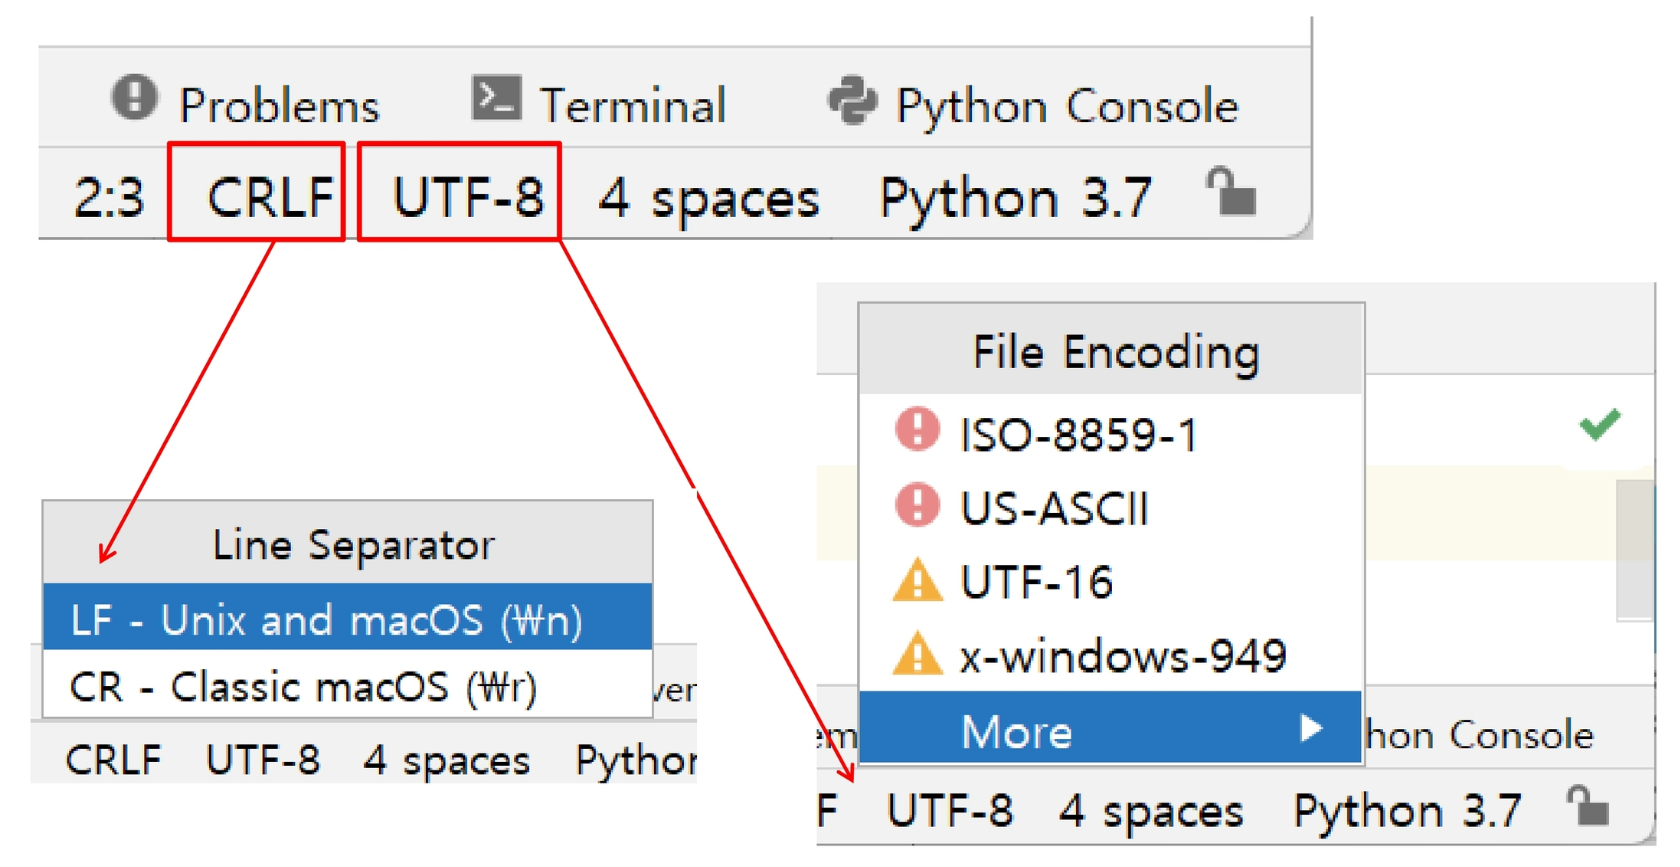 Problems Terminal Python Console
2:3 CRLF UTF-8 4 spaces Python 3.7
Line Separator
LF - Unix and macOS (₩n)
CR - Classic macOS (₩r)
ver
CRLF UTF-8 4 spaces Python
File Encoding
ISO-8859-1
US-ASCII
UTF-16
x-windows-949
More
em hon Console
F UTF-8 4 spaces Python 3.7